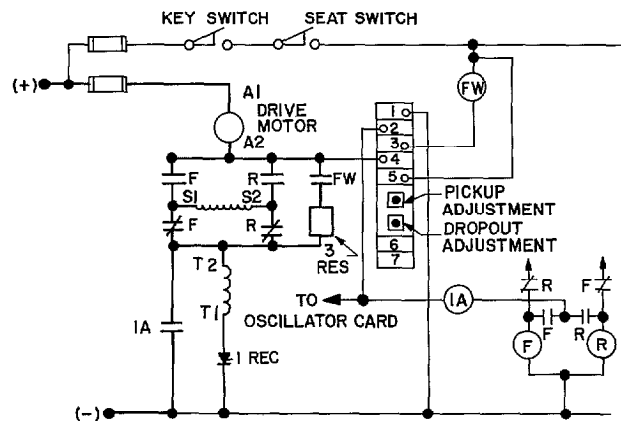 KEY SWITCH
SEAT SWITCH
(+)
A1
DRIVE
MOTOR
A2
FW
1
2
3
4
5
PICKUP
ADJUSTMENT
DROPOUT
ADJUSTMENT
6
7
F
R
FW
S1
S2
F
R
3
RES
T2
T1
1A
1 REC
TO
OSCILLATOR CARD
1A
R
F
F
R
F
R
(-)